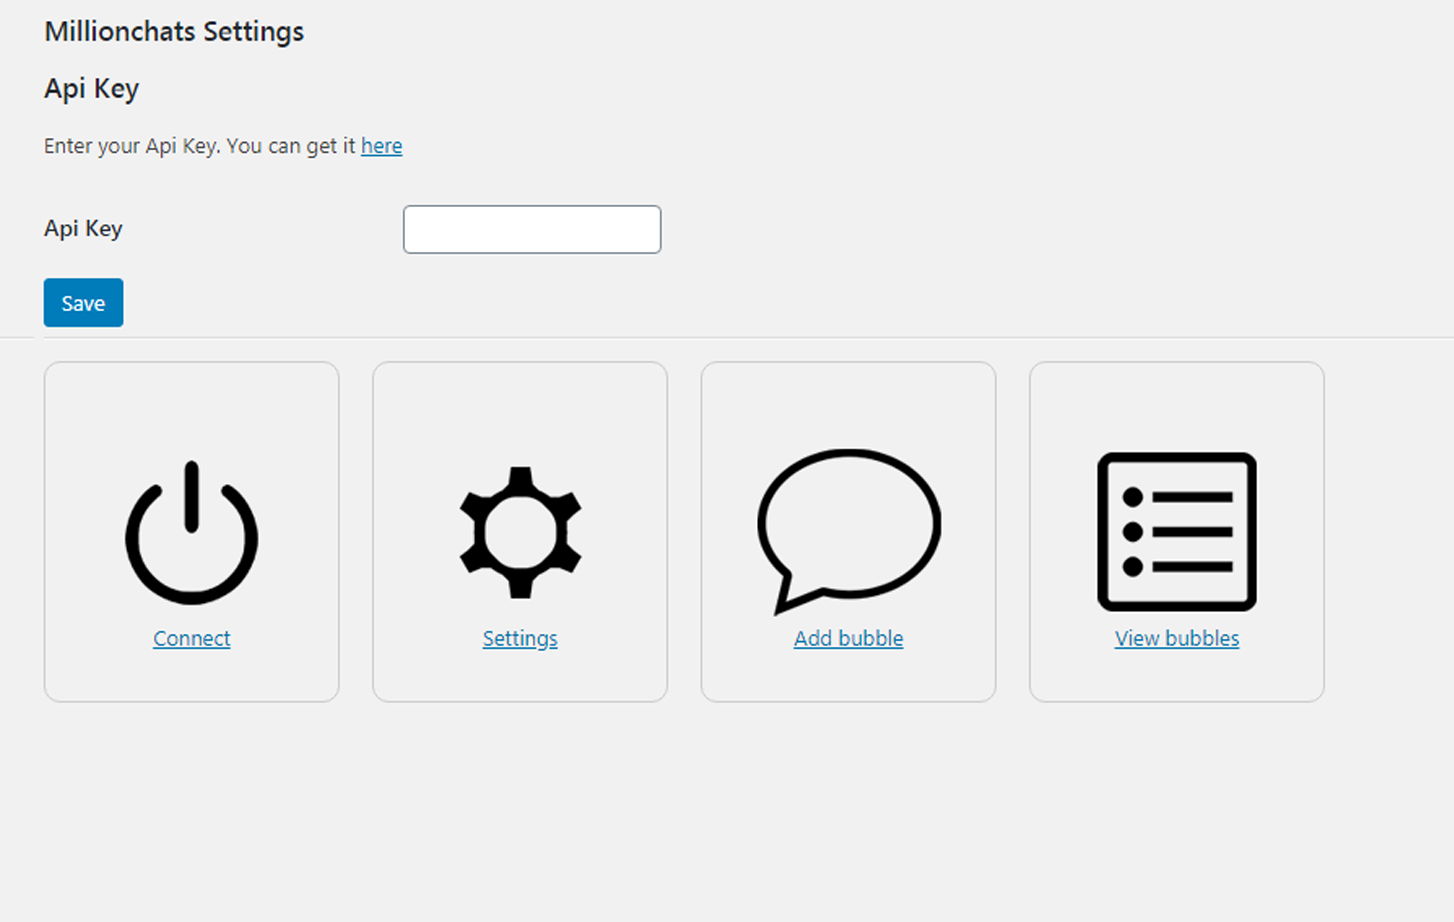 Millionchats Settings
Api Key
Enter your Api Key. You can get it here
Api Key
Save
Connect
Settings
Add bubble
View bubbles